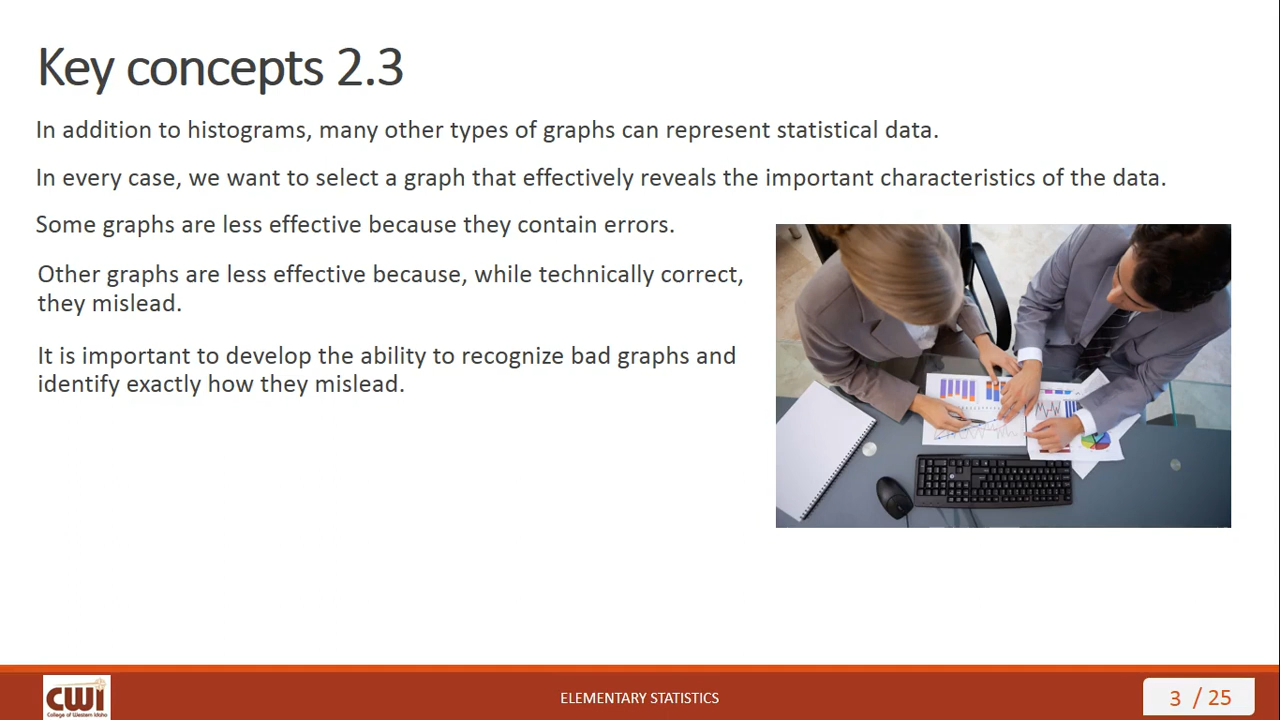 Key concepts 2.3
In addition to histograms, many other types of graphs can represent statistical data.
In every case, we want to select a graph that effectively reveals the important characteristics of the data.
Some graphs are less effective because they contain errors.
Other graphs are less effective because, while technically correct,
they mislead.
It is important to develop the ability to recognize bad graphs and
identify exactly how they mislead.
CWI
College of Western Idaho
ELEMENTARY STATISTICS
3 / 25